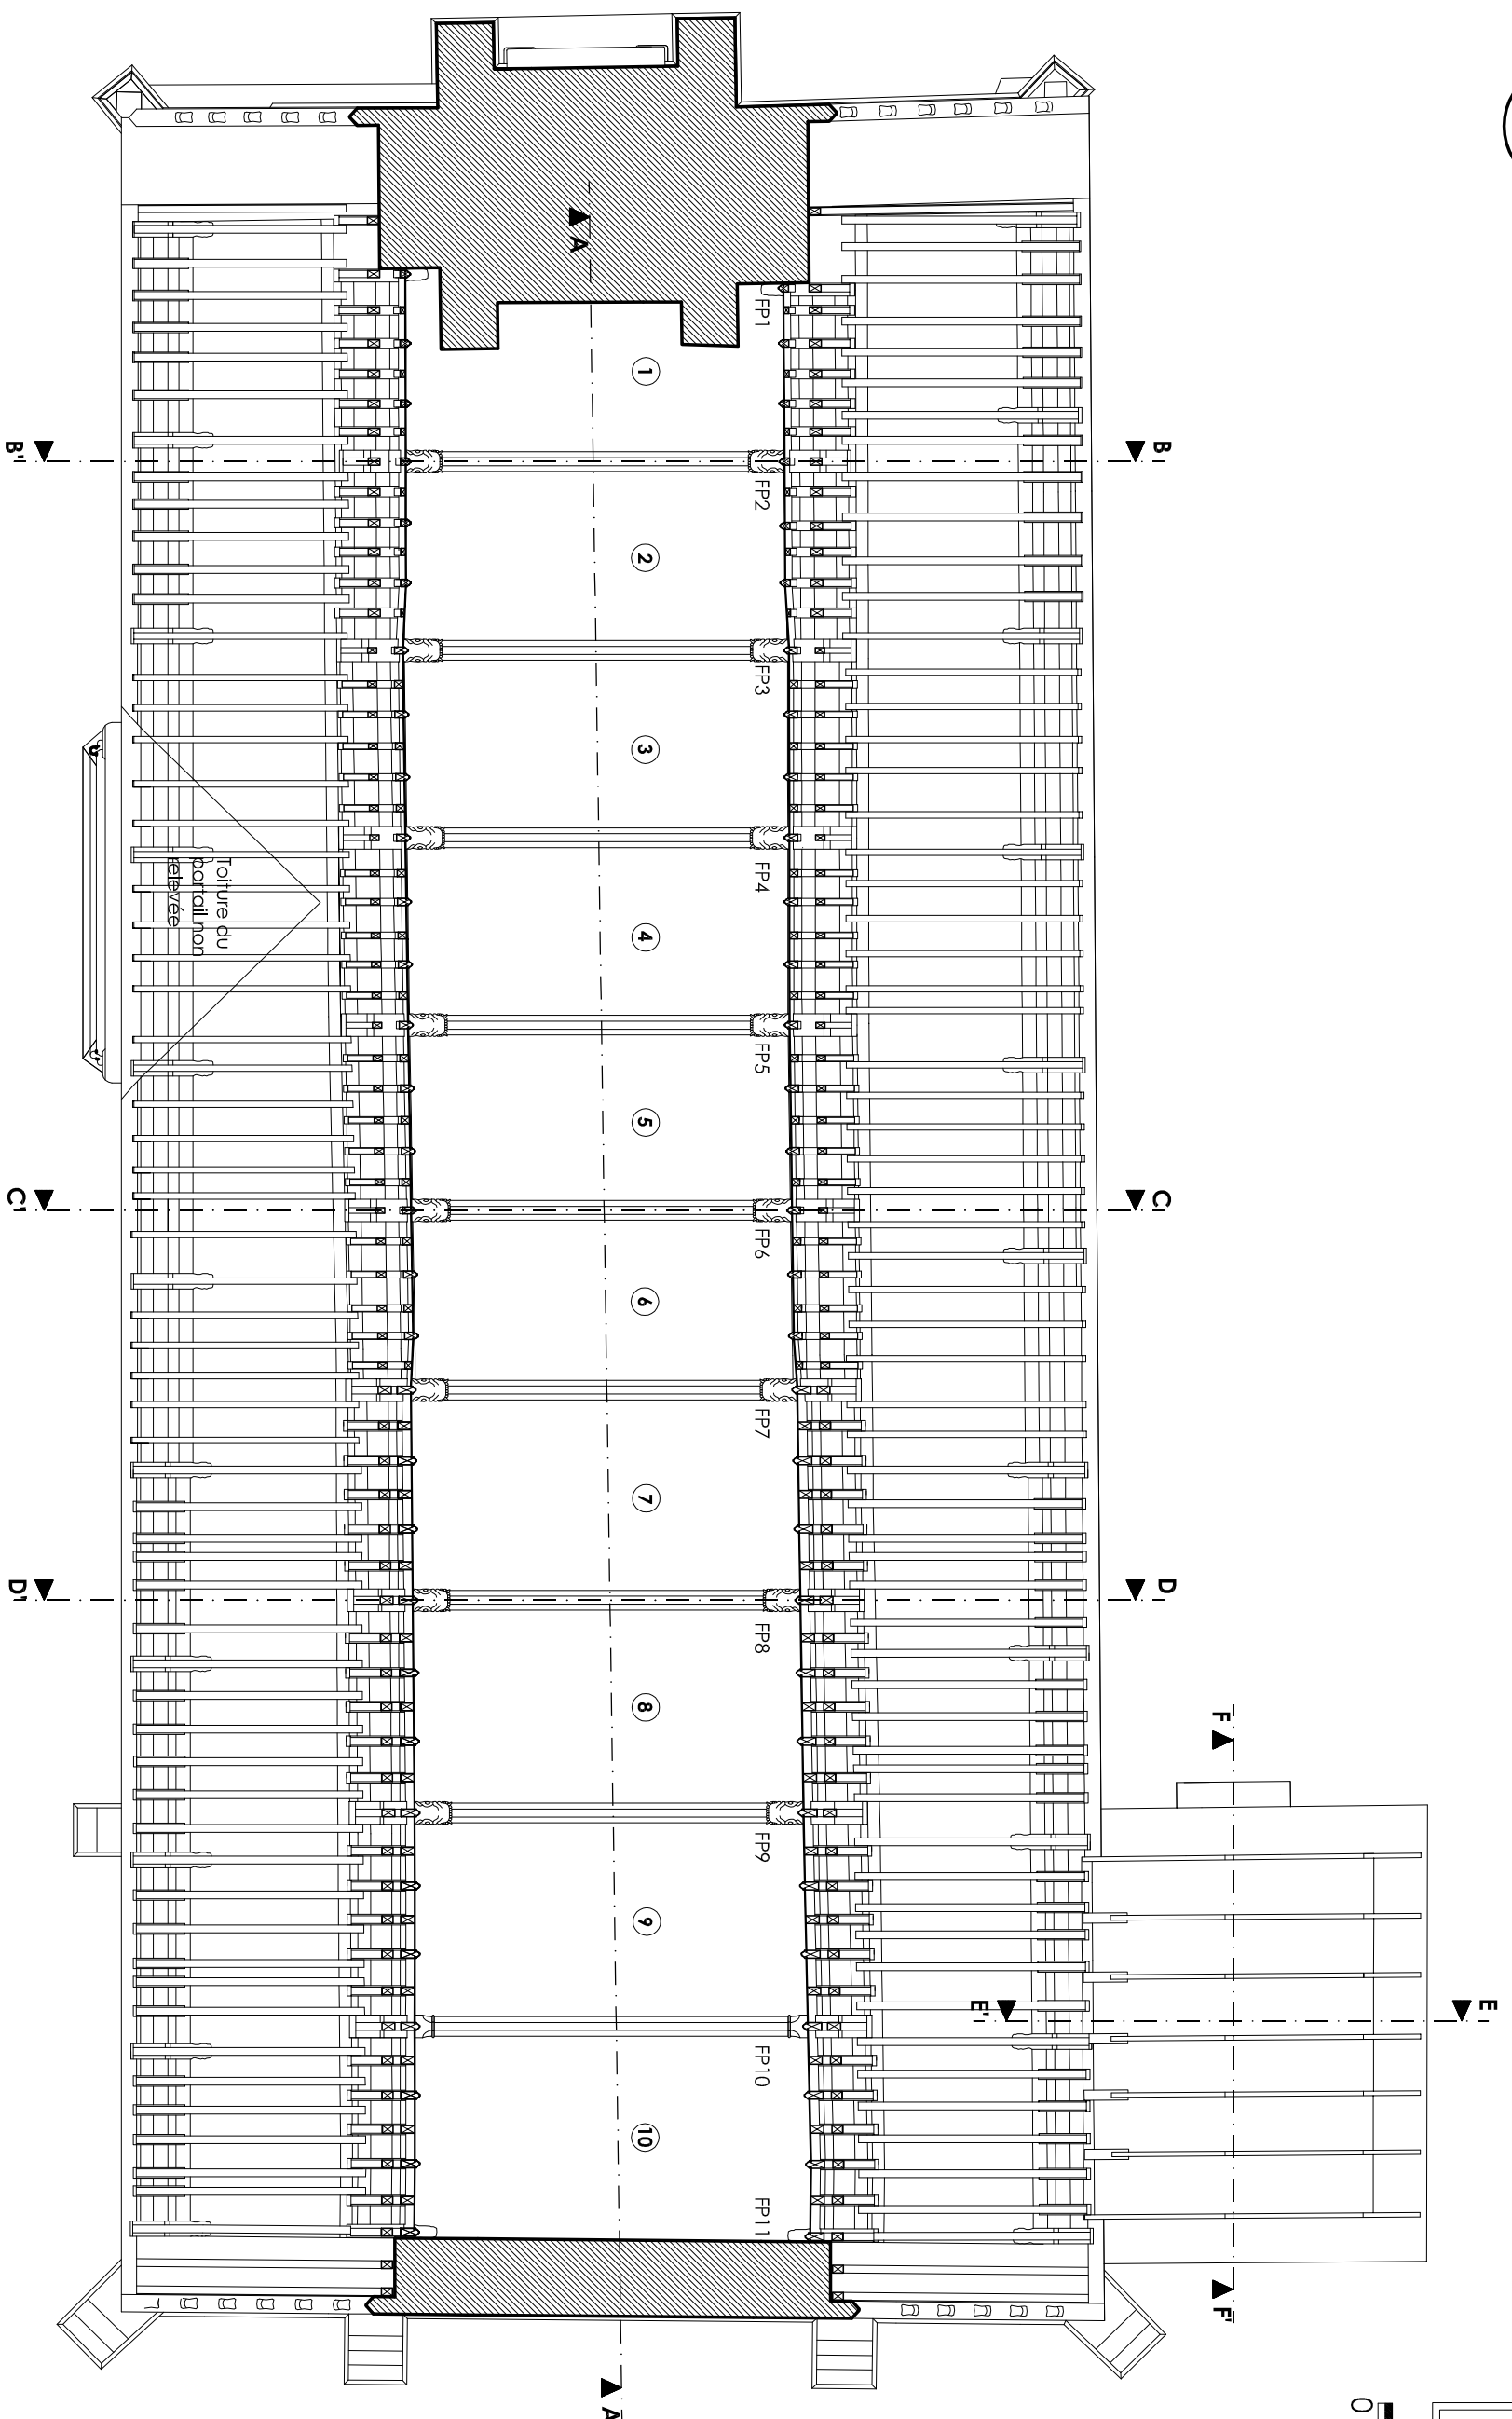 A
FP1
1
B'
B
FP2
2
FP3
3
FP4
Toiture du
portail non
relevée
4
FP5
5
C'
C
FP6
6
FP7
7
D'
D
FP8
8
F
FP9
9
E'
E
FP10
10
FP11
F'
A
0